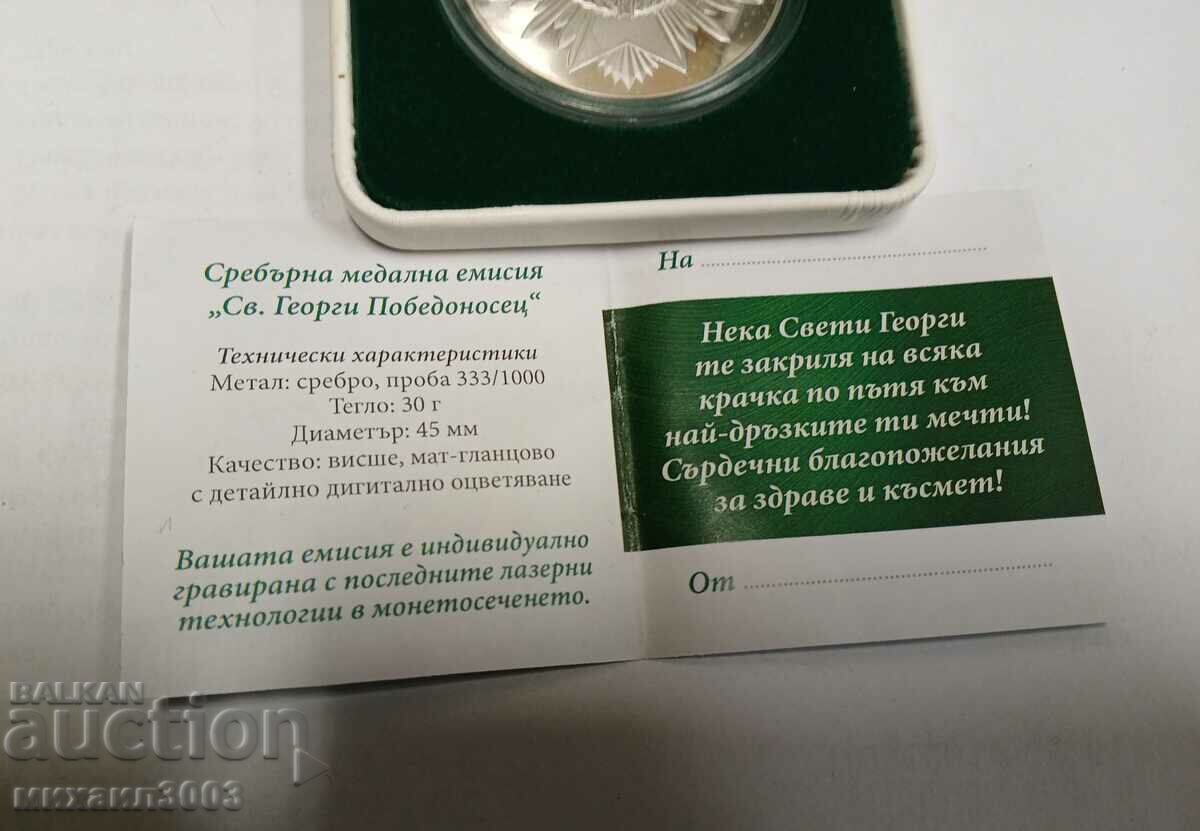 Сребърна медална емисия
„Св. Георги Победоносец“
Технически характеристики
Метал: сребро, проба 333/1000
Тегло: 30 г
Диаметър: 45 мм
Качество: висше, мат-гланцово
с детайлно дигитално оцветяване
Вашата емисия е индивидуално
гравирана с последните лазерни
технологии в монетосеченето.
На
Нека Свети Георги
те закриля на всяка
крачка по пътя към
най-дръзките ти мечти!
Сърдечни благопожелания
за здраве и късмет!
От
BALKAN
auction
михаил3003